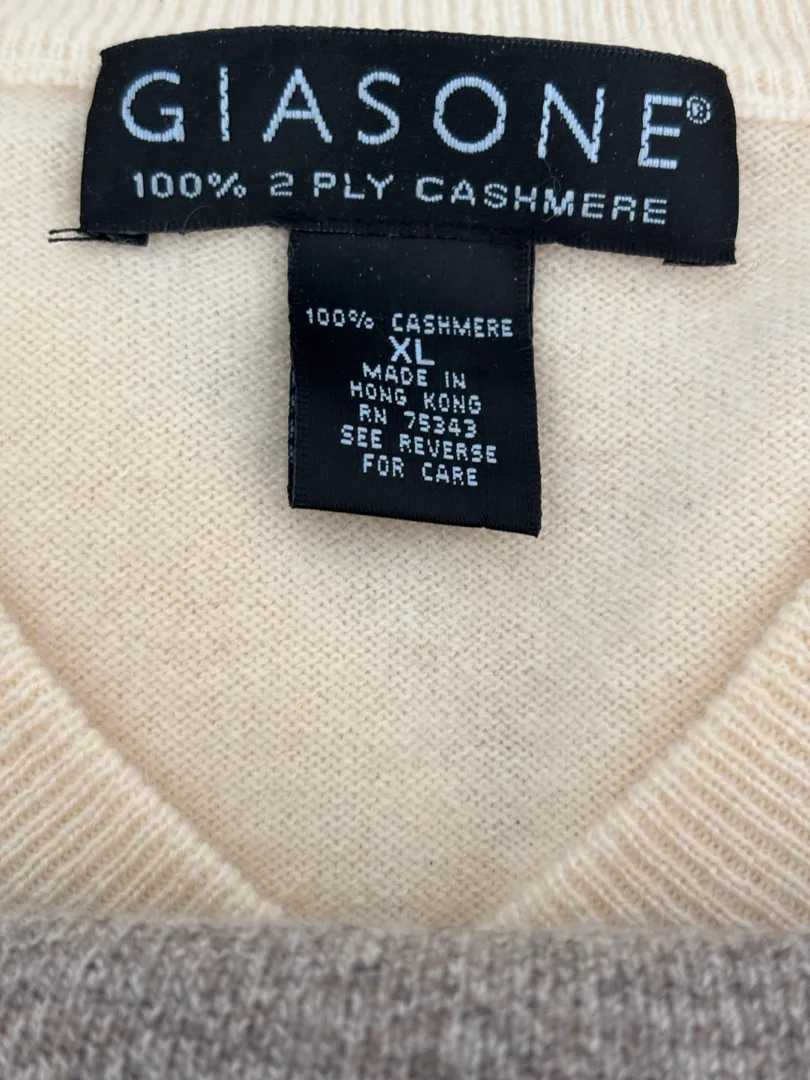 GIASONE®
100% 2 PLY CASHMERE
100% CASHMERE
XL
MADE IN
HONG KONG
RN 75343
SEE REVERSE
FOR CARE